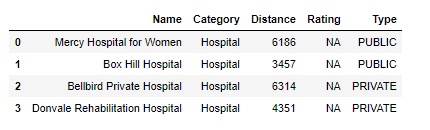 Name Category Distance Rating Type
0 Mercy Hospital for Women Hospital 6186 NA PUBLIC
1 Box Hill Hospital Hospital 3457 NA PUBLIC
2 Bellbird Private Hospital Hospital 6314 NA PRIVATE
3 Donvale Rehabilitation Hospital Hospital 4351 NA PRIVATE